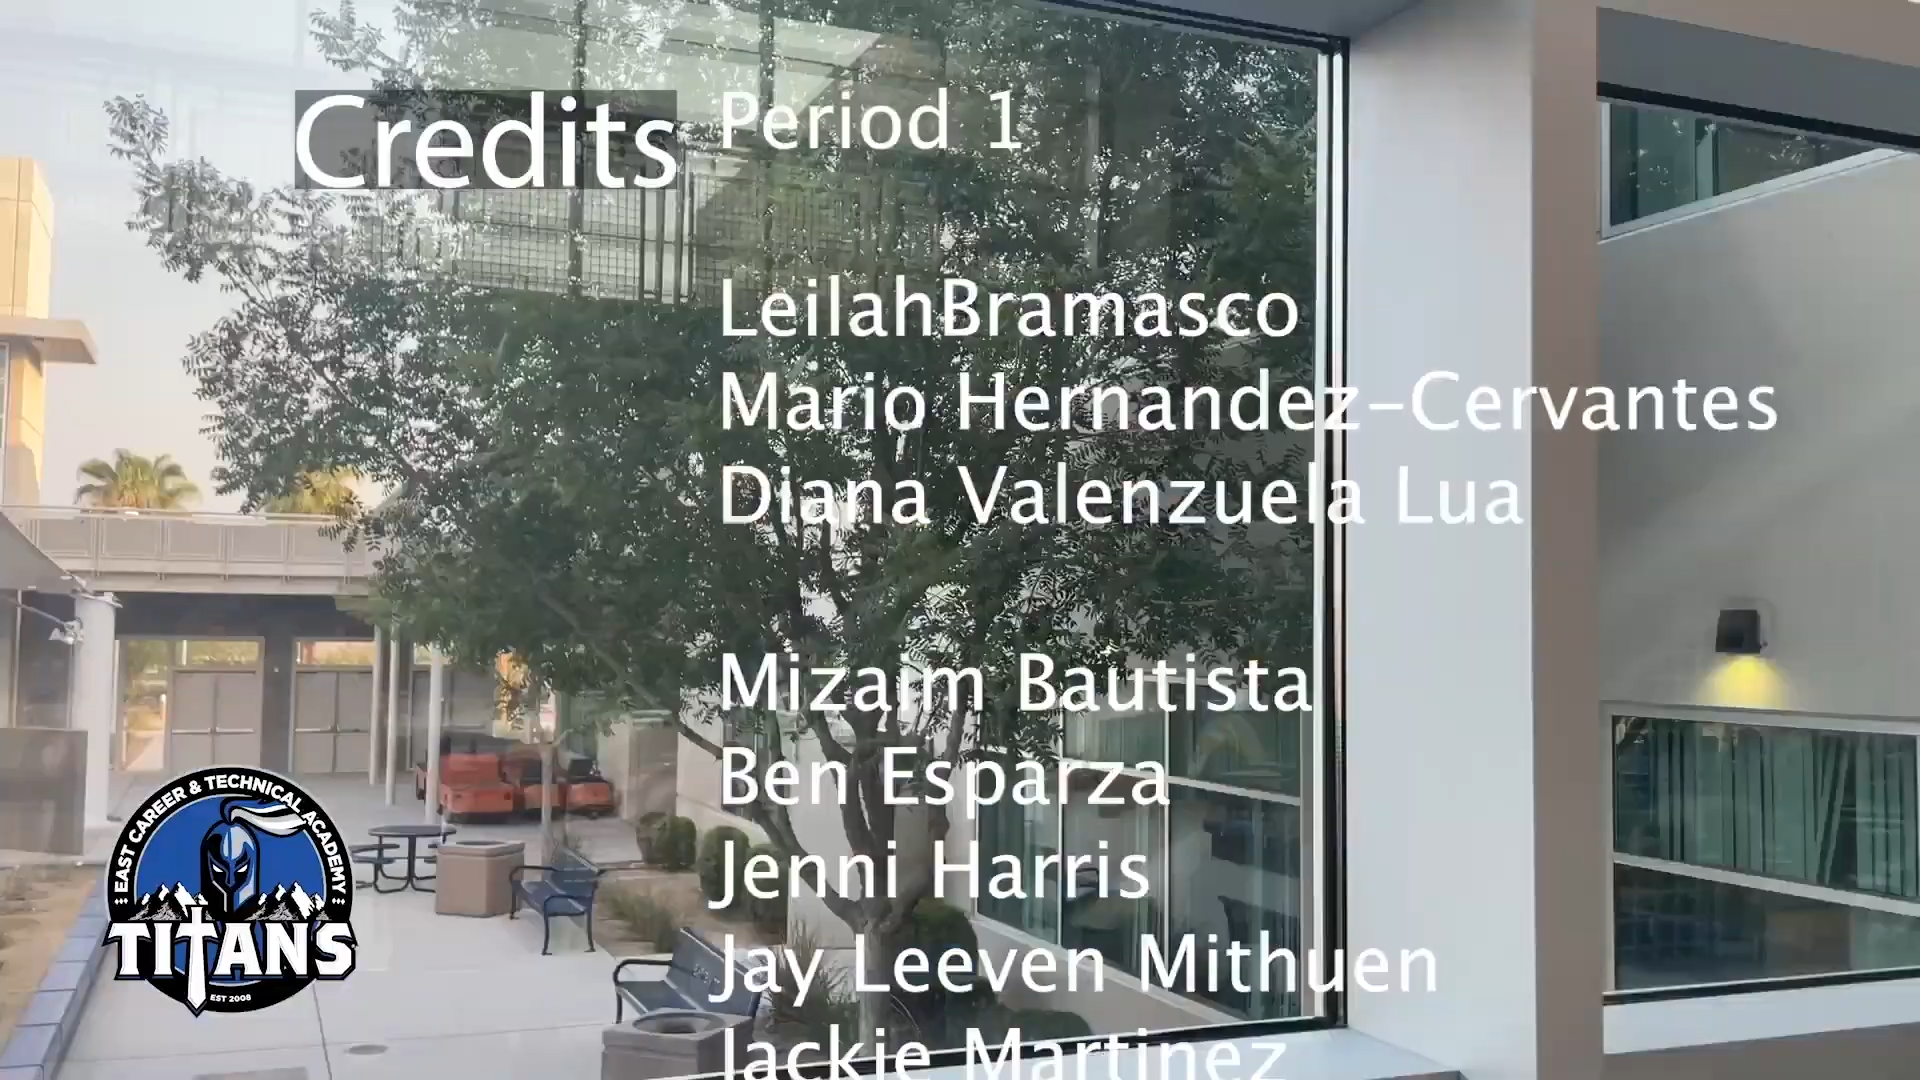 Credits
Period 1
LeilahBramasco
Mario Hernandez-Cervantes
Diana Valenzuela Lua
Mizaim Bautista
Ben Esparza
Jenni Harris
Jay Leeven Mithuen
Jackie Martinez
EAST CAREER & TECHNICAL ACADEMY
TITANS
EST 2008